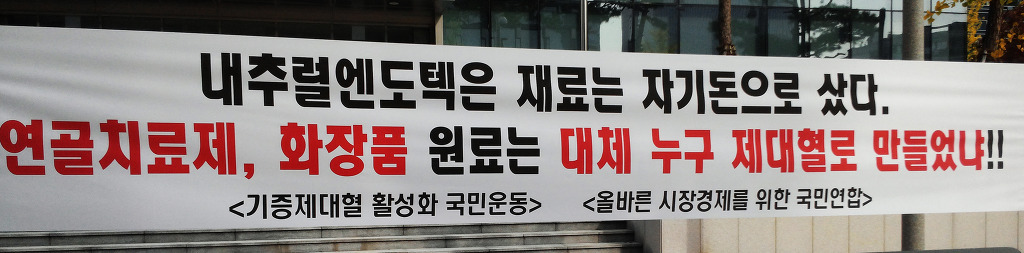 내추럴엔도텍은 재료는 자기돈으로 샀다.
연골치료제, 화장품 원료는 대체 누구 제대혈로 만들었냐!!
<기증제대혈 활성화 국민운동> <올바른 시장경제를 위한 국민연합>